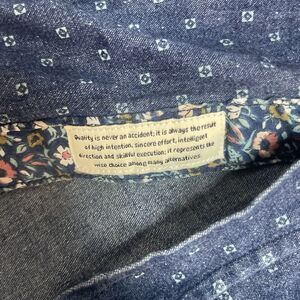 Quality is never an accident; it is always the result
of high intention, sincere effort, intelligent
direction and skillful execution; it represents the
wise choice among many alternatives.